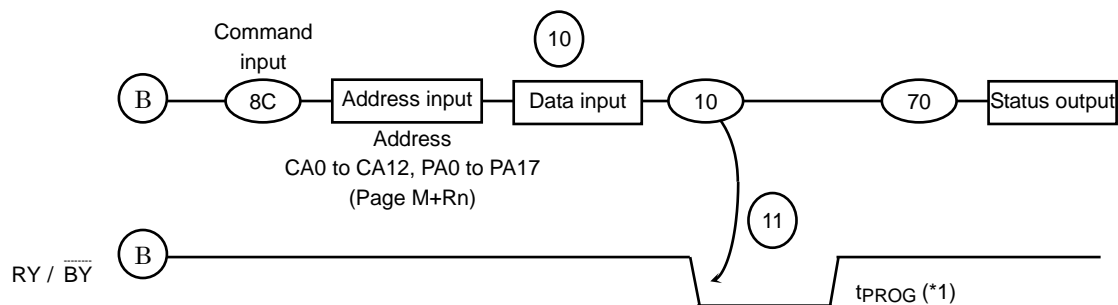 10
Command
input
B 8C Address input Data input 10 70 Status output
Address
CA0 to CA12, PA0 to PA17
(Page M+Rn)
11
B
RY / BY
tPROG (*1)